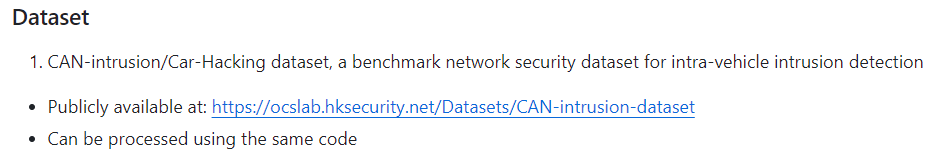 Dataset
1. CAN-intrusion/Car-Hacking dataset, a benchmark network security dataset for intra-vehicle intrusion detection
• Publicly available at: https://ocslab.hksecurity.net/Datasets/CAN-intrusion-dataset
• Can be processed using the same code